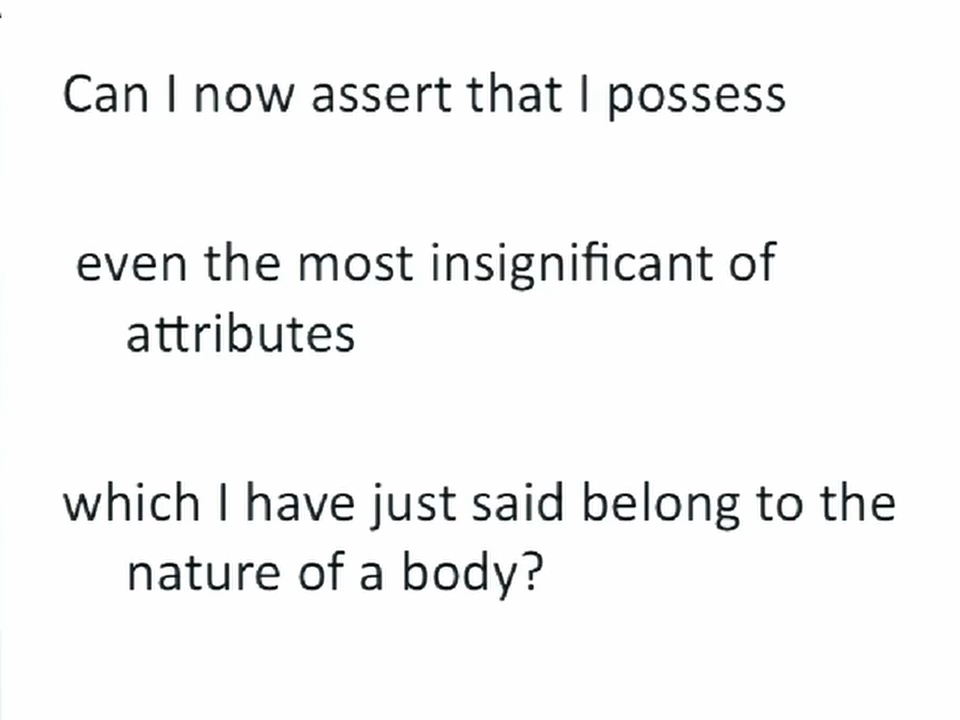 Can I now assert that I possess
even the most insignificant of
attributes
which I have just said belong to the
nature of a body?